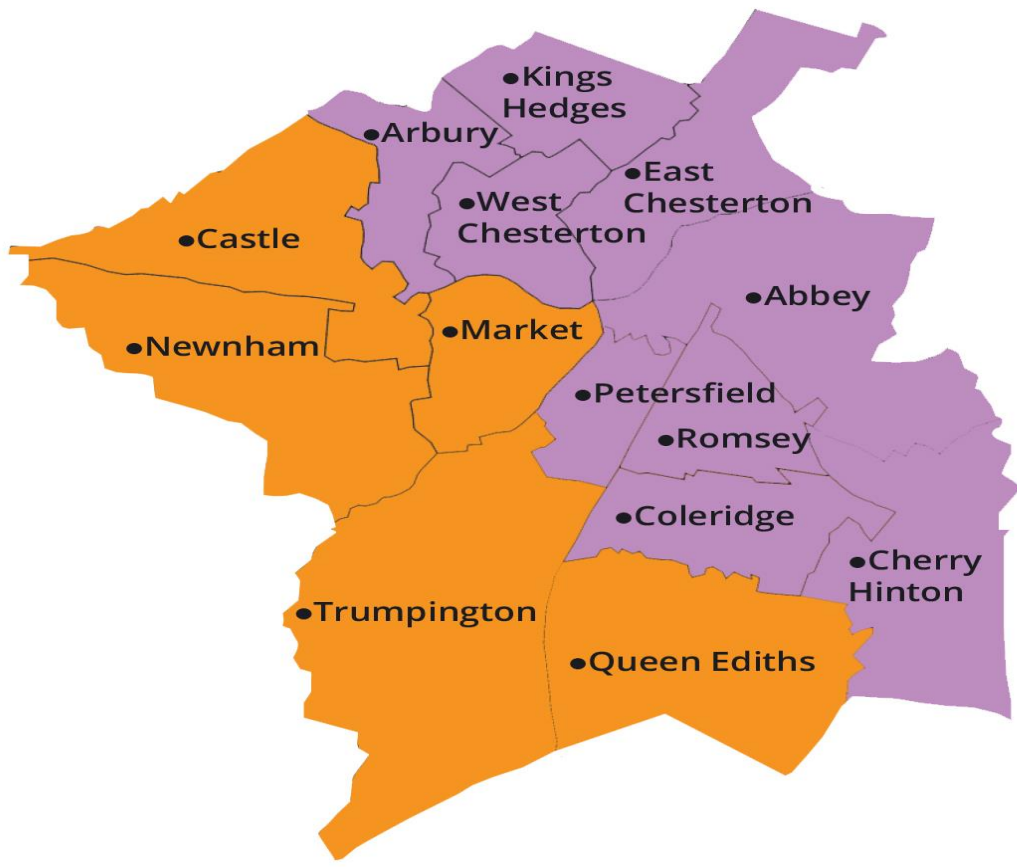 •Kings
Hedges
•Arbury
•East
Chesterton
•West
Chesterton
•Castle
•Abbey
•Market
•Newnham
•Petersfield
•Romsey
•Coleridge
•Cherry
Hinton
•Trumpington
•Queen Ediths